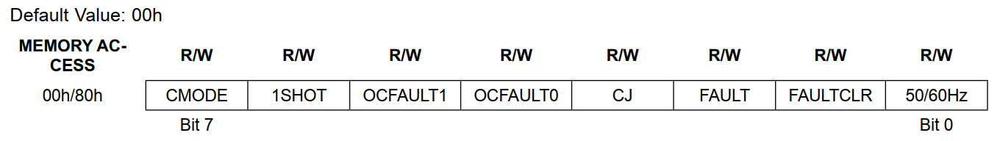 Default Value: 00h
MEMORY AC-
CESS
R/W R/W R/W R/W R/W R/W R/W R/W
00h/80h CMODE 1SHOT OCFAULT1 OCFAULT0 CJ FAULT FAULTCLR 50/60Hz
Bit 7 Bit 0